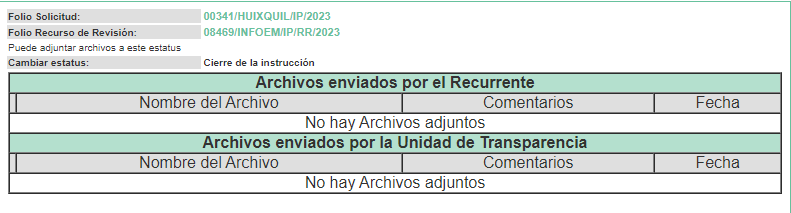 Folio Solicitud: 00341/HUIXQUIL/IP/2023
Folio Recurso de Revisión: 08469/INFOEM/IP/RR/2023
Puede adjuntar archivos a este estatus
Cambiar estatus: Cierre de la instrucción
Archivos enviados por el Recurrente
Nombre del Archivo Comentarios Fecha
No hay Archivos adjuntos
Archivos enviados por la Unidad de Transparencia
Nombre del Archivo Comentarios Fecha
No hay Archivos adjuntos